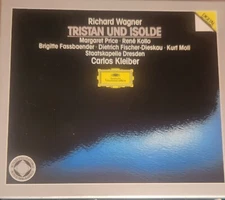 Richard Wagner
TRISTAN UND ISOLDE
Margaret Price · René Kollo
Brigitte Fassbaender · Dietrich Fischer-Dieskau · Kurt Moll
Staatskapelle Dresden
Carlos Kleiber